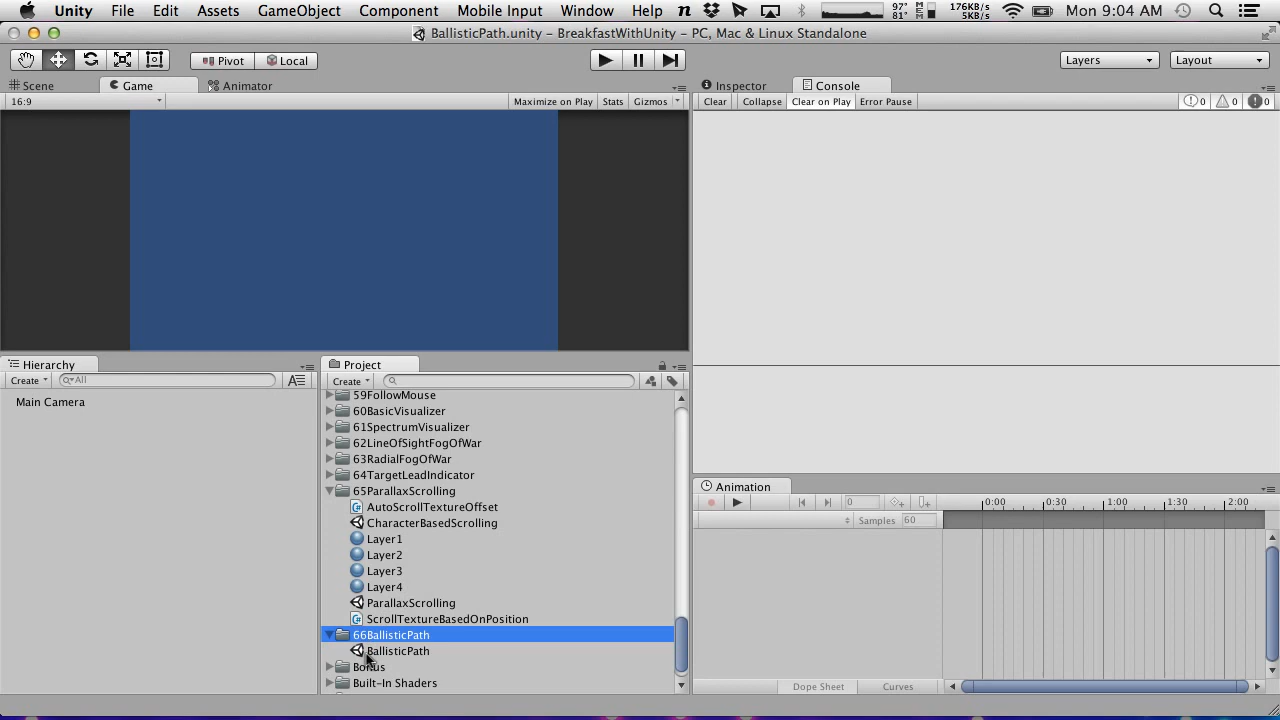 Unity File Edit Assets GameObject Component Mobile Input Window Help 97° 81° MEM 176KB/s 5KB/s Mon 9:04 AM
BallisticPath.unity – BreakfastWithUnity – PC, Mac & Linux Standalone
Pivot Local Layers Layout
Scene Game Animator Inspector Console
16:9 Maximize on Play Stats Gizmos Clear Collapse Clear on Play Error Pause 0 0 0
Hierarchy Project
Create All Create
Main Camera
59FollowMouse
60BasicVisualizer
61SpectrumVisualizer
62LineOfSightFogOfWar
63RadialFogOfWar
64TargetLeadIndicator
65ParallaxScrolling
AutoScrollTextureOffset
CharacterBasedScrolling
Layer1
Layer2
Layer3
Layer4
ParallaxScrolling
ScrollTextureBasedOnPosition
66BallisticPath
BallisticPath
Bonus
Built-In Shaders
Animation
0 0:00 0:30 1:00 1:30 2:00
Samples 60
Dope Sheet Curves